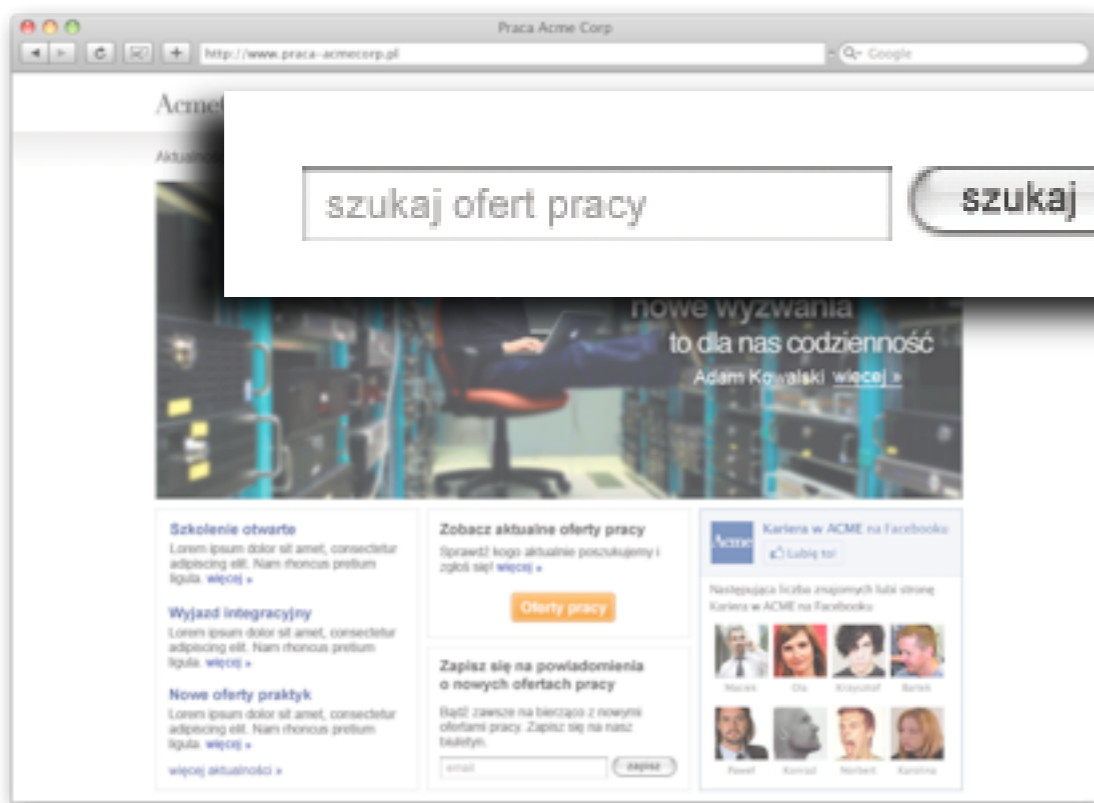 Praca Acme Corp
http://www.praca-acmecorp.pl
Google
Acme
szukaj ofert pracy
szukaj
nowe wyzwania
to dla nas codzienność
Adam Kowalski więcej »
Szkolenie otwarte
Lorem ipsum dolor sit amet, consectetur
adipiscing elit. Nam rhoncus pretium
ligula. więcej »
Wyjazd integracyjny
Lorem ipsum dolor sit amet, consectetur
adipiscing elit. Nam rhoncus pretium
ligula. więcej »
Nowe oferty praktyk
Lorem ipsum dolor sit amet, consectetur
adipiscing elit. Nam rhoncus pretium
ligula. więcej »
więcej aktualności »
Zobacz aktualne oferty pracy
Sprawdź kogo aktualnie poszukujemy i
zgłoś się! więcej »
Oferty pracy
Zapisz się na powiadomienia
o nowych ofertach pracy
Bądź zawsze na bierząco z nowymi
ofertami pracy. Zapisz się na nasz
biuletyn.
email
zapisz
Acme
Kariera w ACME na Facebooku
Lubię to!
Następująca liczba znajomych lubi stronę
Kariera w ACME na Facebooku
Maciek Ola Krzysztof Bartek
Paweł Konrad Norbert Karolina